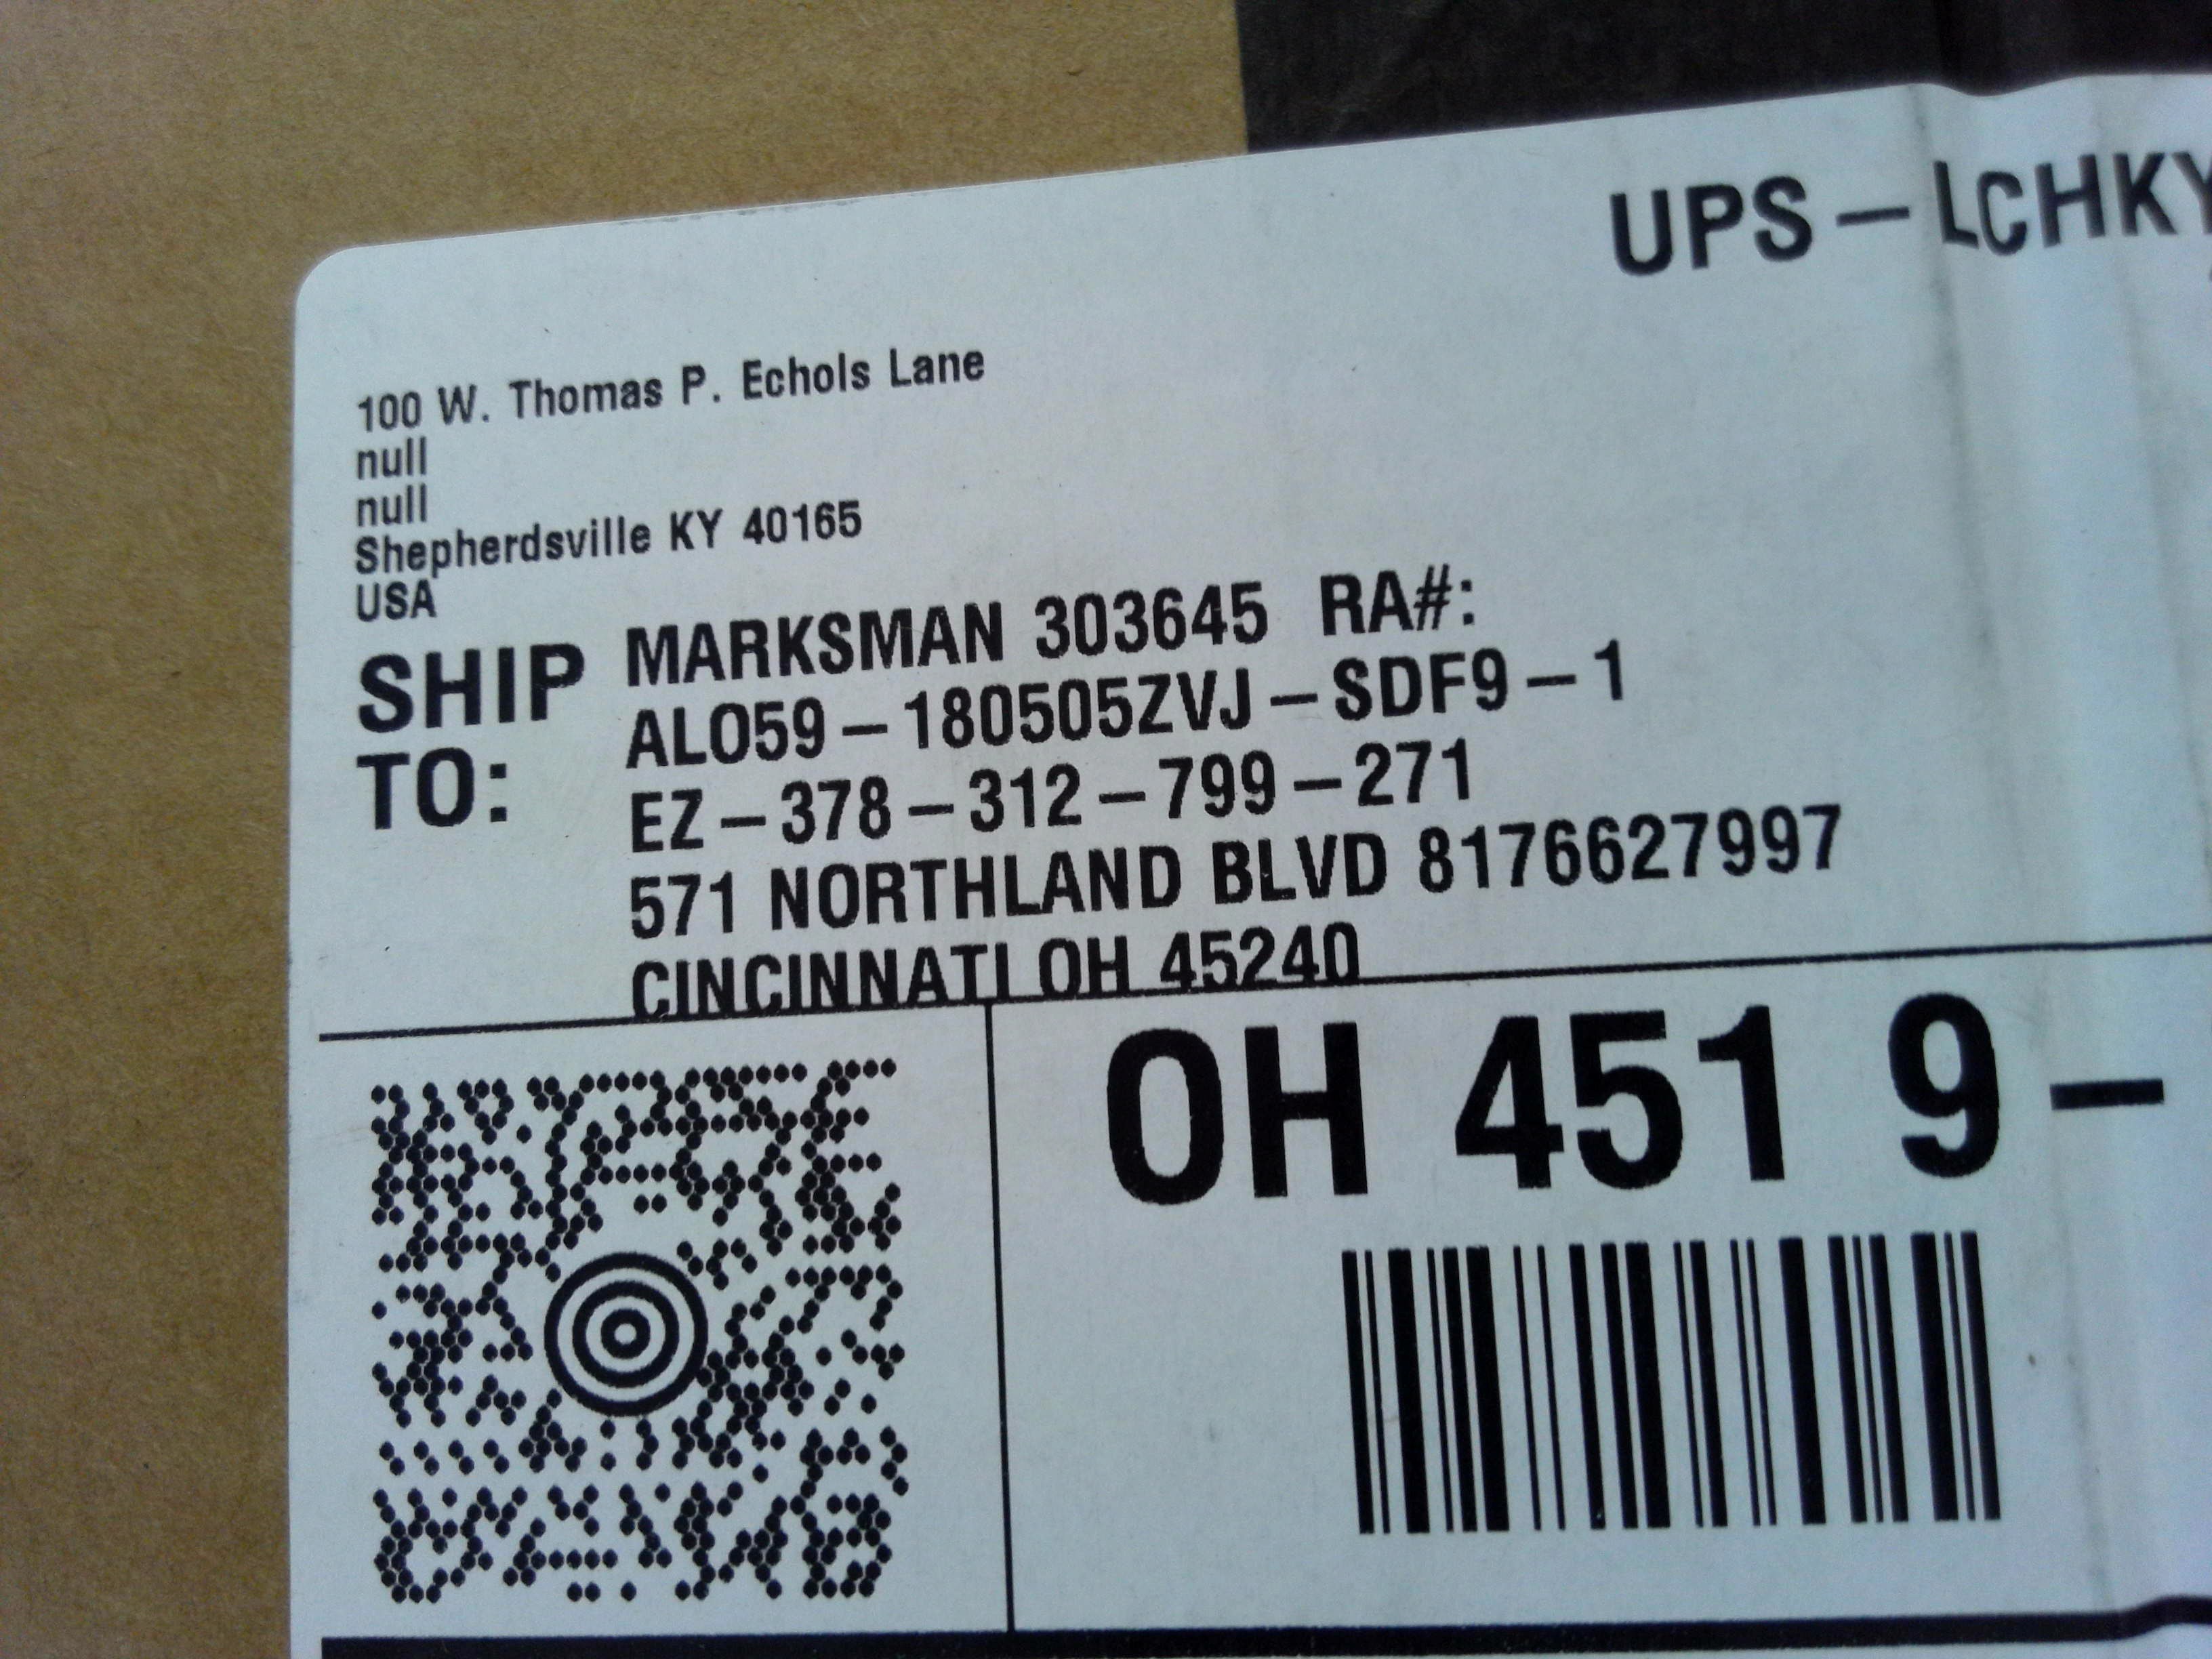 UPS – LCHKY
100 W. Thomas P. Echols Lane
null
null
Shepherdsville KY 40165
USA
SHIP TO:
MARKSMAN 303645 RA#:
ALO59 – 180505ZVJ – SDF9 – 1
EZ – 378 – 312 – 799 – 271
571 NORTHLAND BLVD 8176627997
CINCINNATI OH 45240
OH 451 9 –